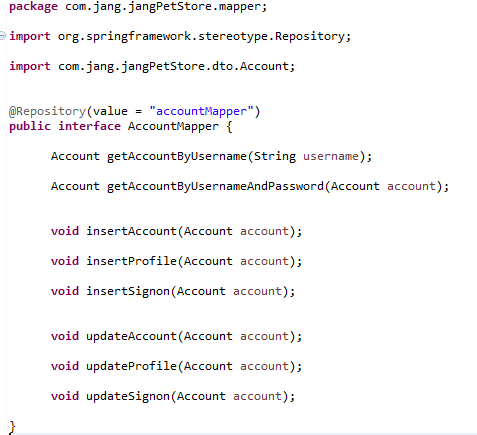 package com.jang.jangPetStore.mapper;
import org.springframework.stereotype.Repository;
import com.jang.jangPetStore.dto.Account;
@Repository(value = "accountMapper")
public interface AccountMapper {
Account getAccountByUsername(String username);
Account getAccountByUsernameAndPassword(Account account);
void insertAccount(Account account);
void insertProfile(Account account);
void insertSignon(Account account);
void updateAccount(Account account);
void updateProfile(Account account);
void updateSignon(Account account);
}